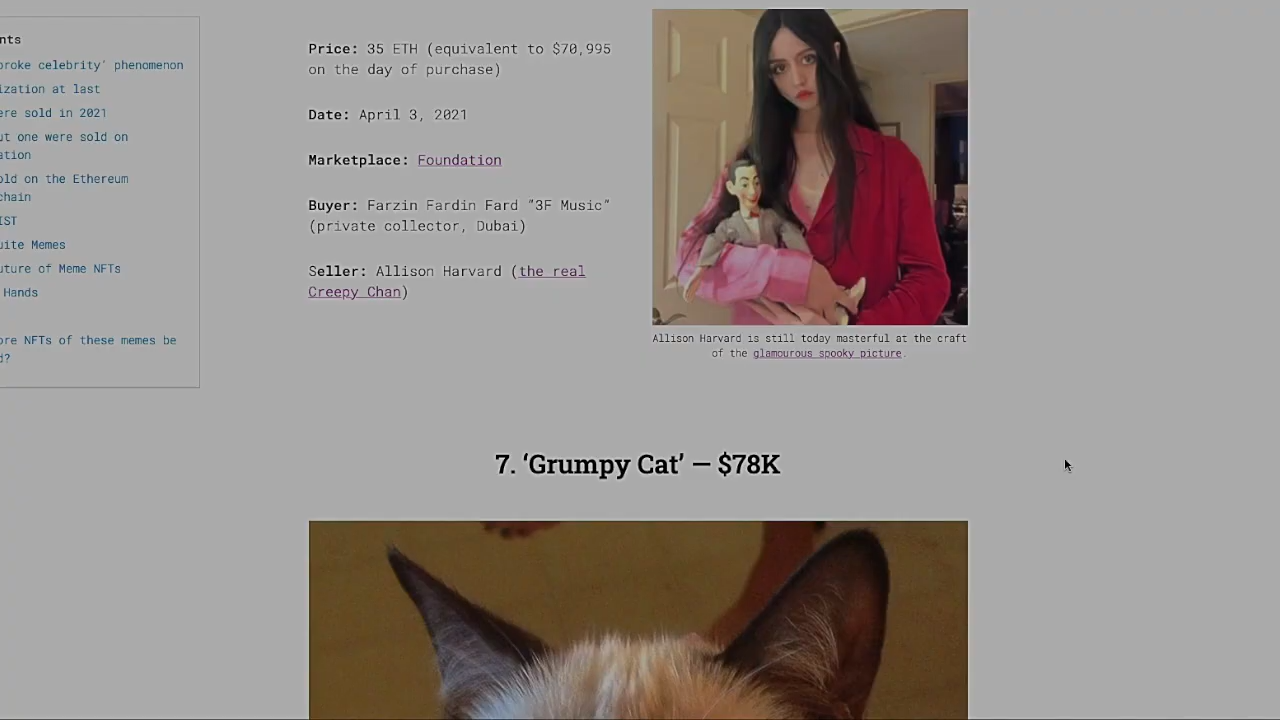 nts
broke celebrity’ phenomenon
ization at last
ere sold in 2021
ut one were sold on
ation
old on the Ethereum
chain
IST
uite Memes
uture of Meme NFTs
Hands
ore NFTs of these memes be
d?
Price: 35 ETH (equivalent to $70,995
on the day of purchase)
Date: April 3, 2021
Marketplace: Foundation
Buyer: Farzin Fardin Fard “3F Music”
(private collector, Dubai)
Seller: Allison Harvard (the real
Creepy Chan)
Allison Harvard is still today masterful at the craft
of the glamourous spooky picture.
7. ‘Grumpy Cat’ — $78K